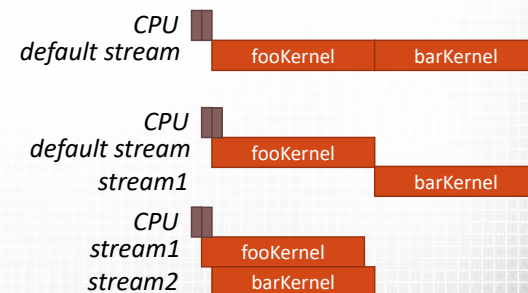 CPU
default stream
fooKernel barKernel
CPU
default stream
fooKernel
stream1
barKernel
CPU
stream1
fooKernel
stream2
barKernel